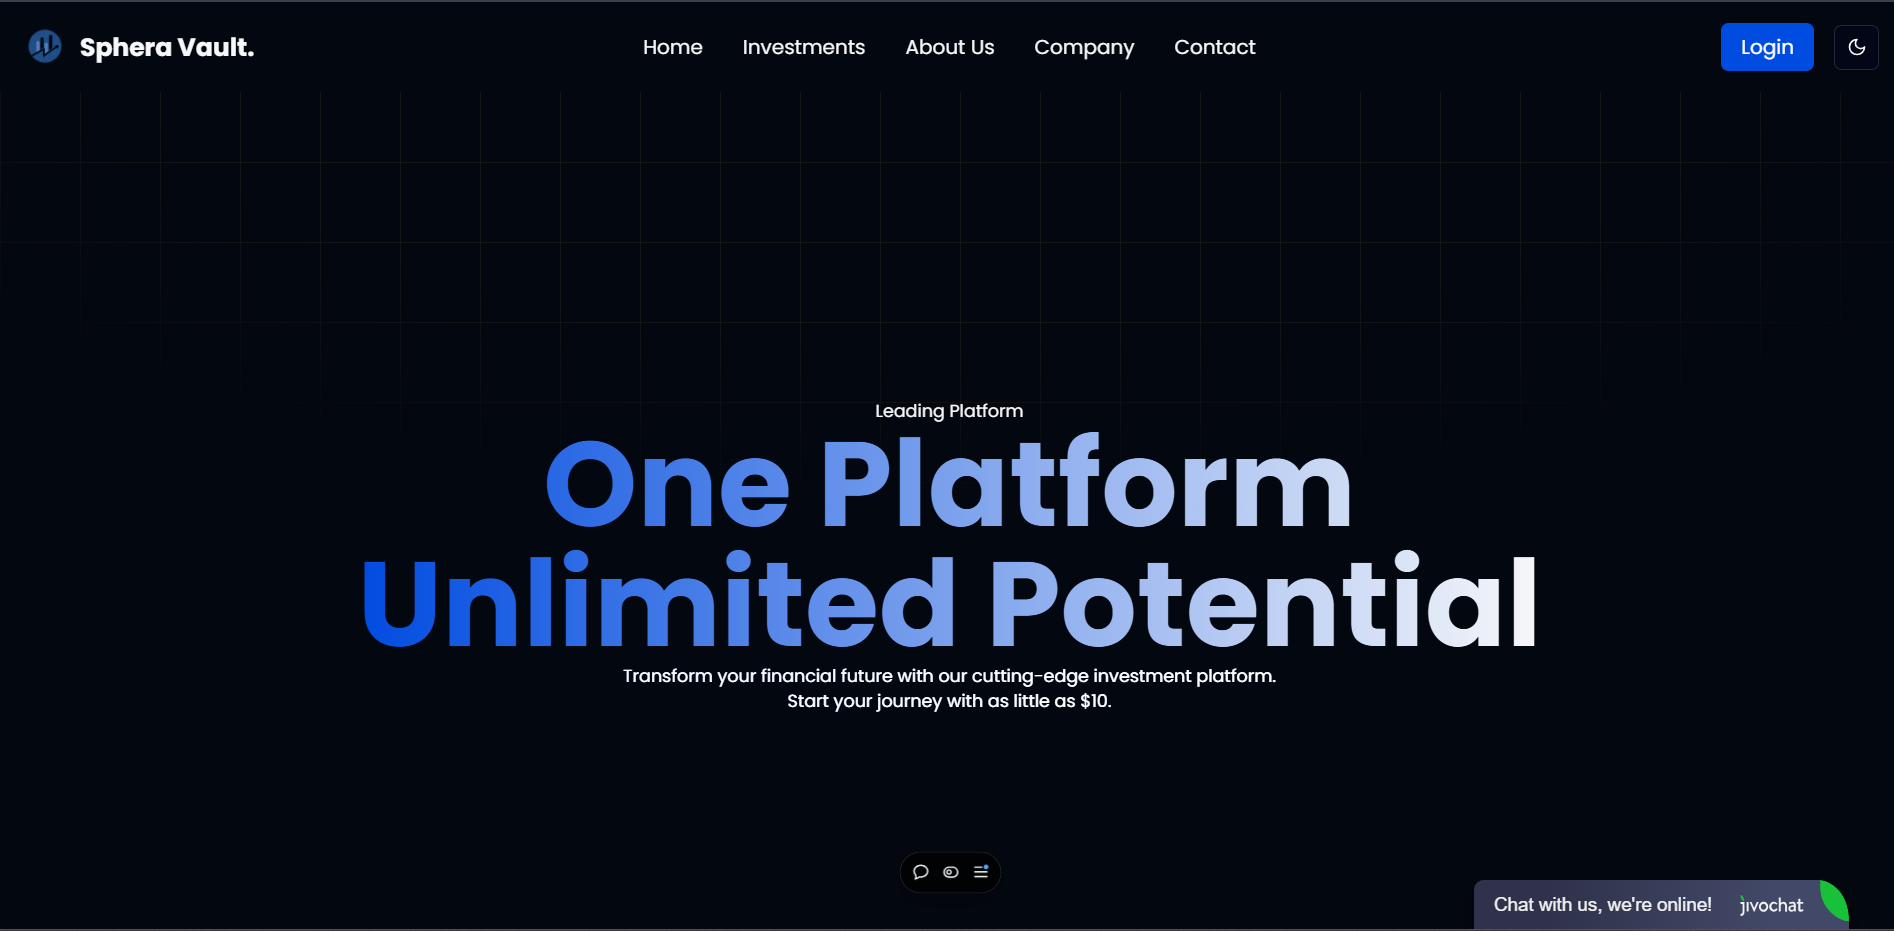 Sphera Vault.
Home Investments About Us Company Contact
Login
Leading Platform
One Platform
Unlimited Potential
Transform your financial future with our cutting-edge investment platform.
Start your journey with as little as $10.
Chat with us, we're online! jivochat